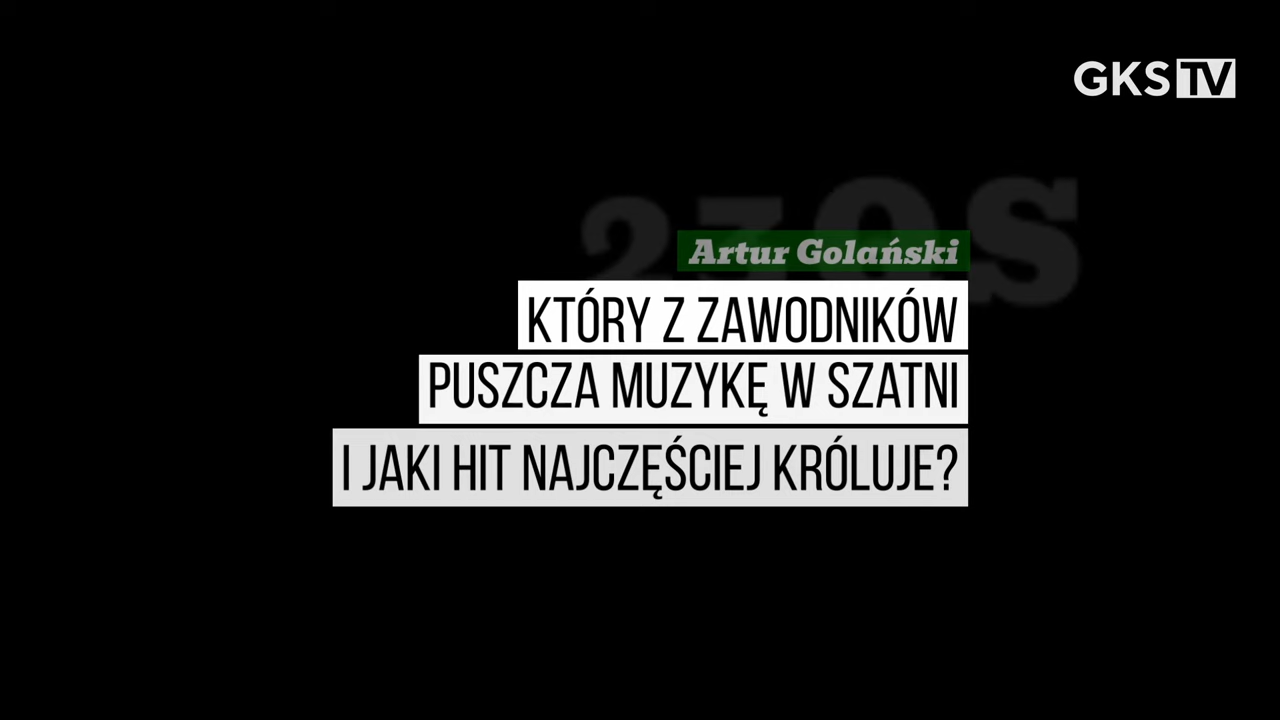 GKS TV
Artur Golański
KTÓRY Z ZAWODNIKÓW
PUSZCZA MUZYKĘ W SZATNI
I JAKI HIT NAJCZĘŚCIEJ KRÓLUJE?